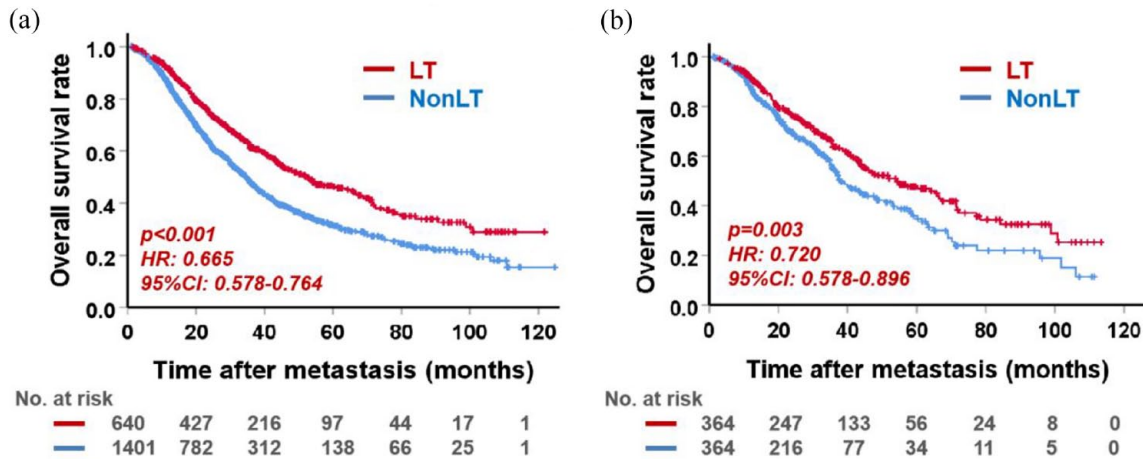 (a)
Overall survival rate
1.0
0.8
0.6
0.4
0.2
0.0
LT
NonLT
p<0.001
HR: 0.665
95%CI: 0.578-0.764
0 20 40 60 80 100 120
Time after metastasis (months)
No. at risk
640 427 216 97 44 17 1
1401 782 312 138 66 25 1
(b)
Overall survival rate
1.0
0.8
0.6
0.4
0.2
0.0
LT
NonLT
p=0.003
HR: 0.720
95%CI: 0.578-0.896
0 20 40 60 80 100 120
Time after metastasis (months)
No. at risk
364 247 133 56 24 8 0
364 216 77 34 11 5 0